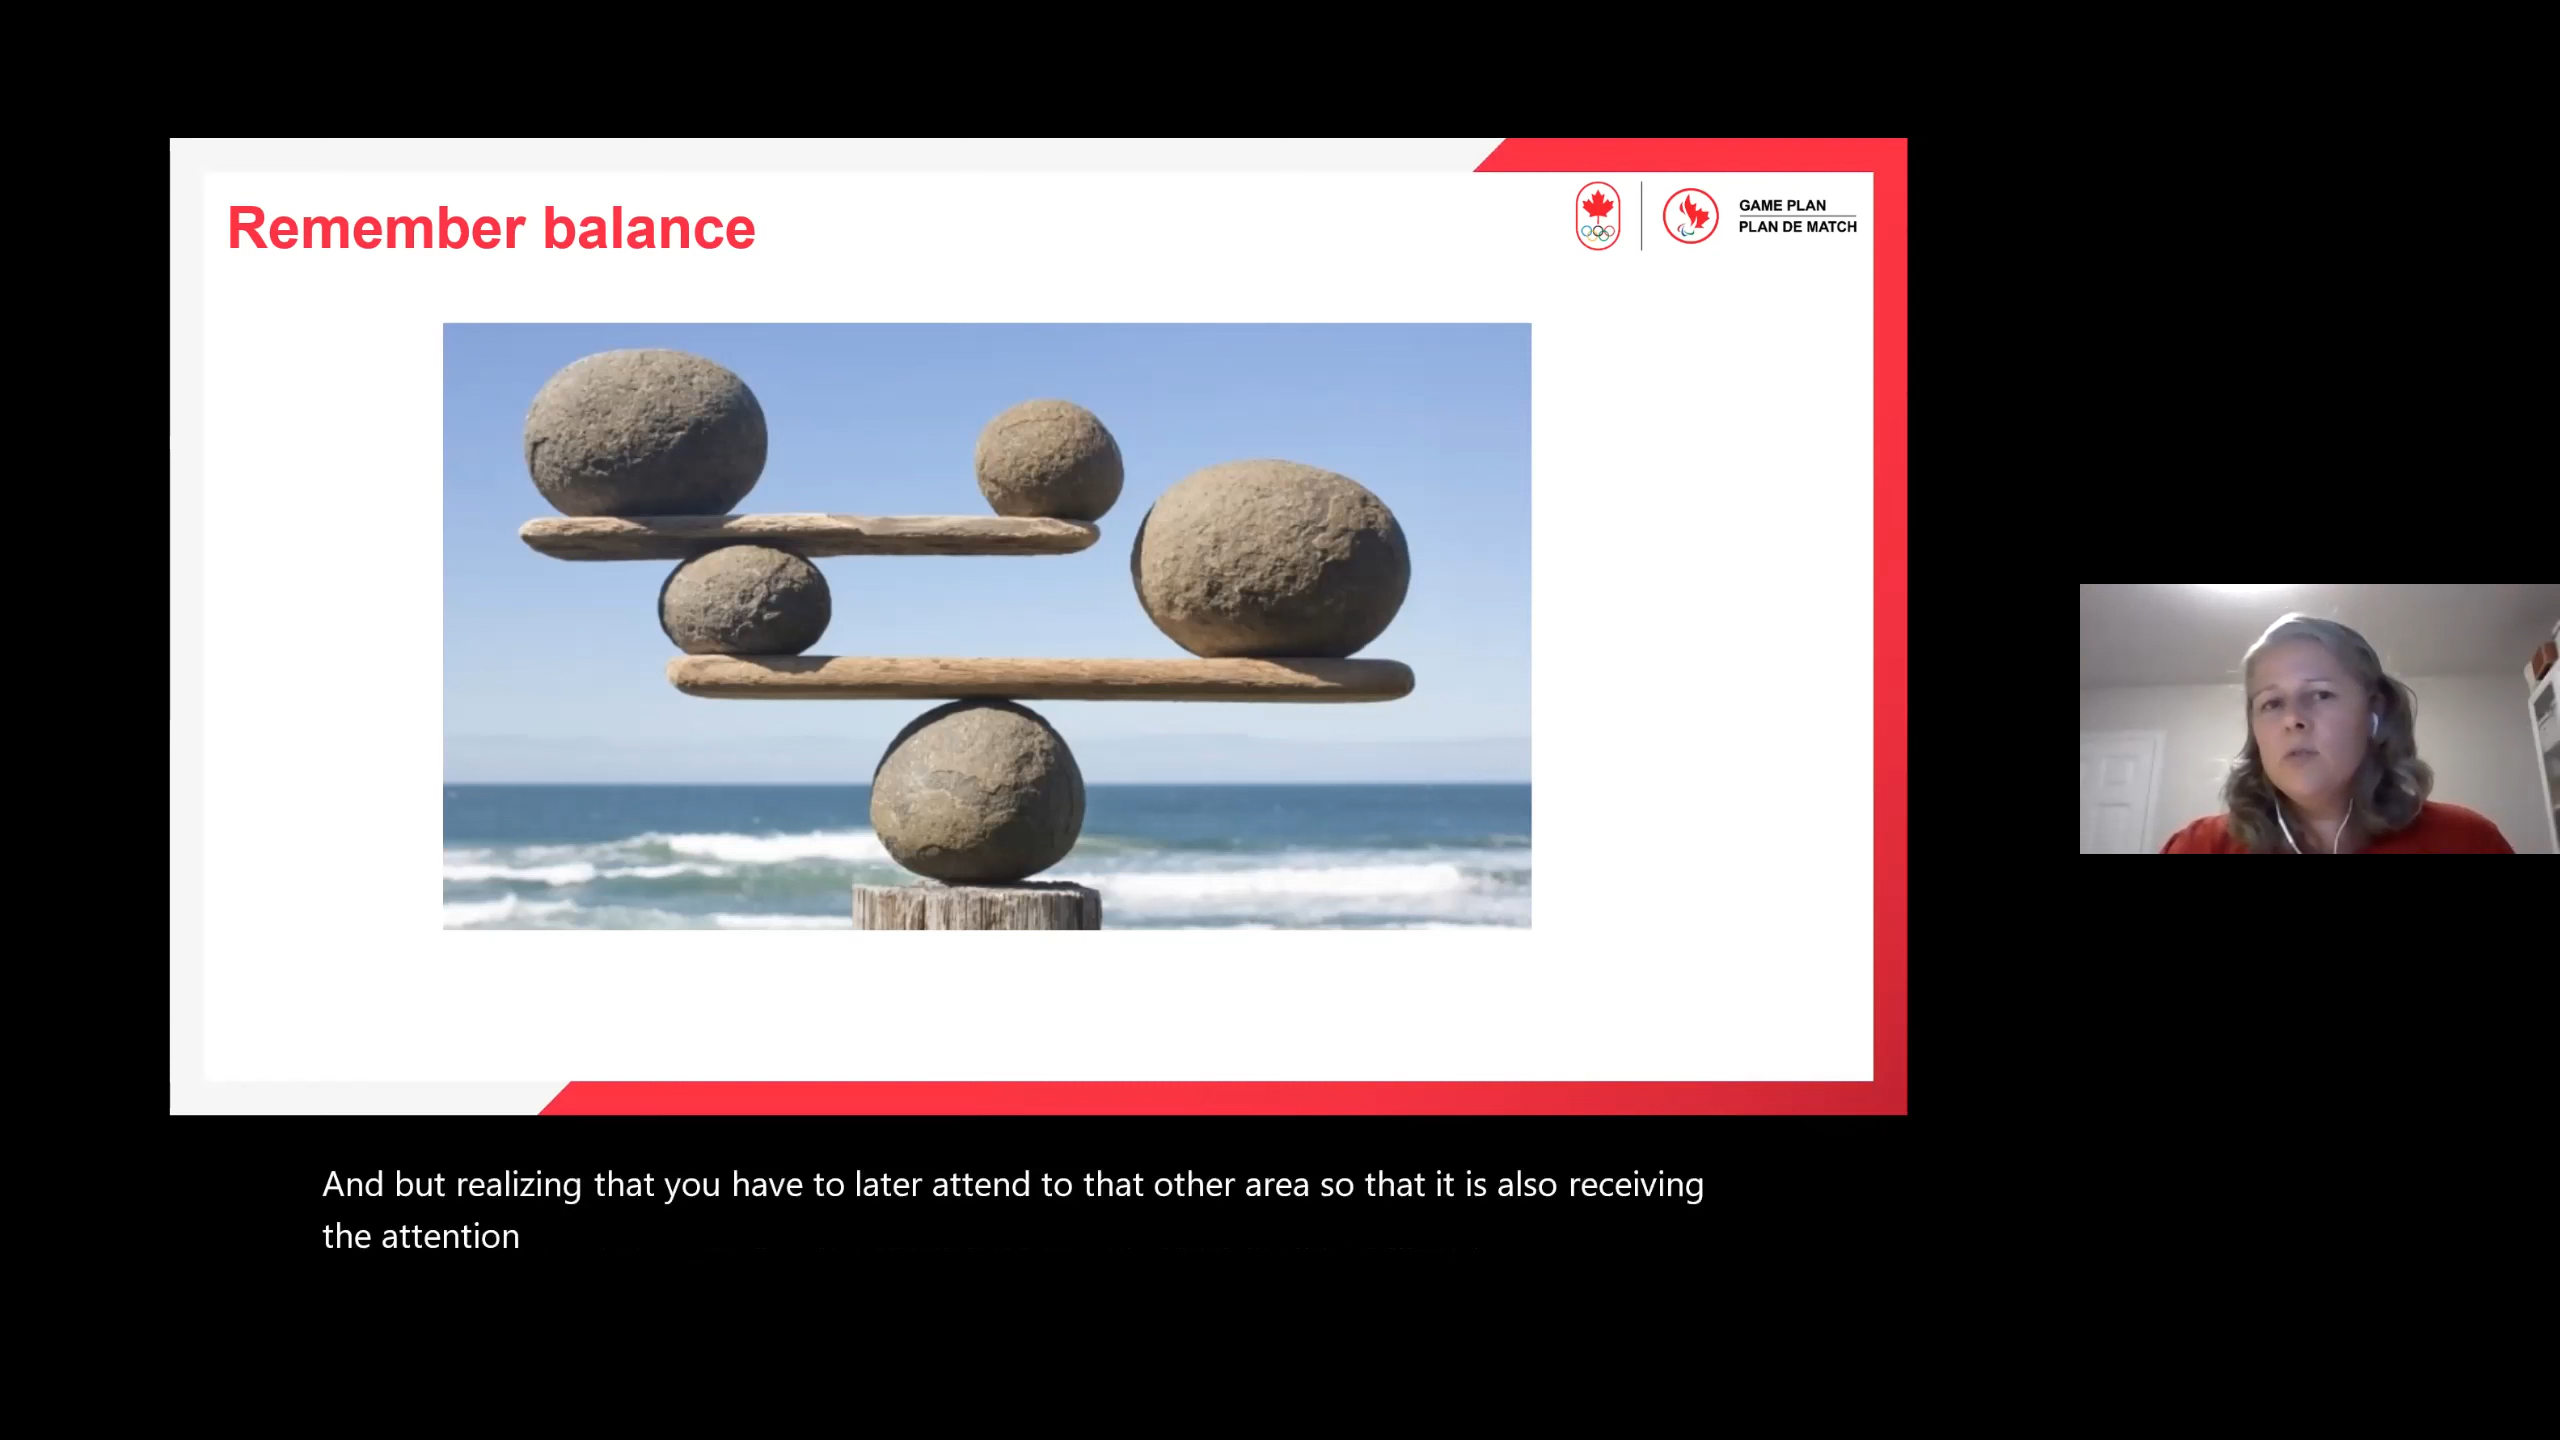 Remember balance
GAME PLAN
PLAN DE MATCH
And but realizing that you have to later attend to that other area so that it is also receiving
the attention